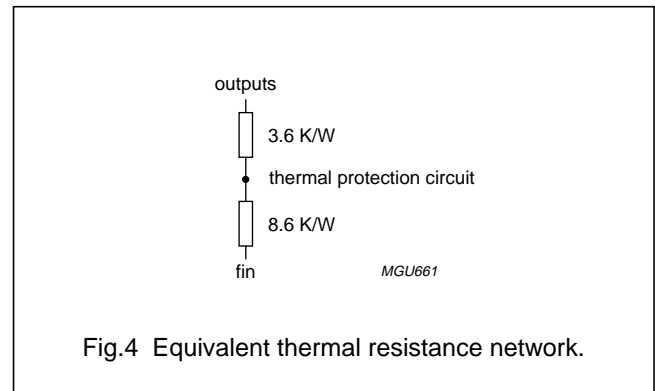 outputs
3.6 K/W
thermal protection circuit
8.6 K/W
fin
MGU661
Fig.4 Equivalent thermal resistance network.